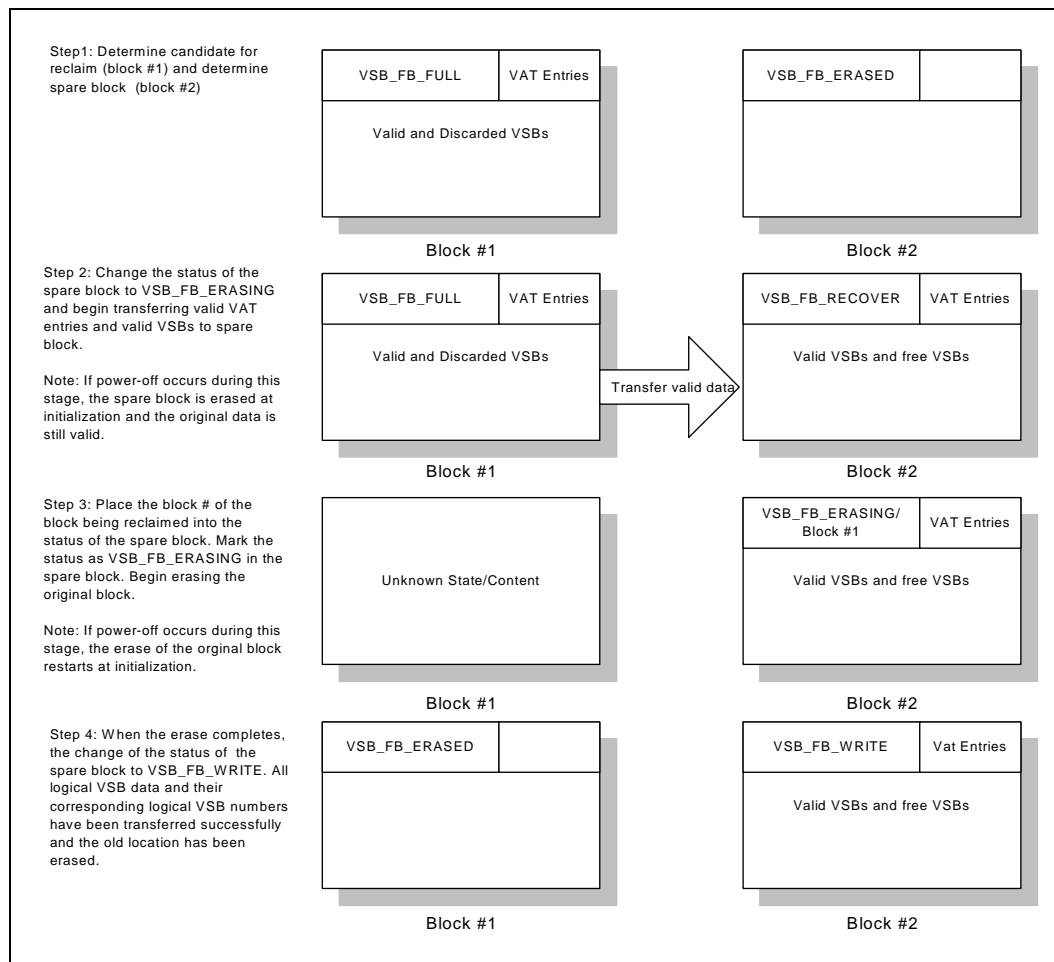 Step1: Determine candidate for
reclaim (block #1) and determine
spare block (block #2)
VSB_FB_FULL
VAT Entries
Valid and Discarded VSBs
Block #1
VSB_FB_ERASED
Block #2
Step 2: Change the status of the
spare block to VSB_FB_ERASING
and begin transferring valid VAT
entries and valid VSBs to spare
block.
Note: If power-off occurs during this
stage, the spare block is erased at
initialization and the original data is
still valid.
VSB_FB_FULL
VAT Entries
Valid and Discarded VSBs
Block #1
Transfer valid data
VSB_FB_RECOVER
VAT Entries
Valid VSBs and free VSBs
Block #2
Step 3: Place the block # of the
block being reclaimed into the
status of the spare block. Mark the
status as VSB_FB_ERASING in the
spare block. Begin erasing the
original block.
Note: If power-off occurs during this
stage, the erase of the orginal block
restarts at initialization.
Unknown State/Content
Block #1
VSB_FB_ERASING/
Block #1
VAT Entries
Valid VSBs and free VSBs
Block #2
Step 4: When the erase completes,
the change of the status of the
spare block to VSB_FB_WRITE. All
logical VSB data and their
corresponding logical VSB numbers
have been transferred successfully
and the old location has been
erased.
VSB_FB_ERASED
Block #1
VSB_FB_WRITE
Vat Entries
Valid VSBs and free VSBs
Block #2